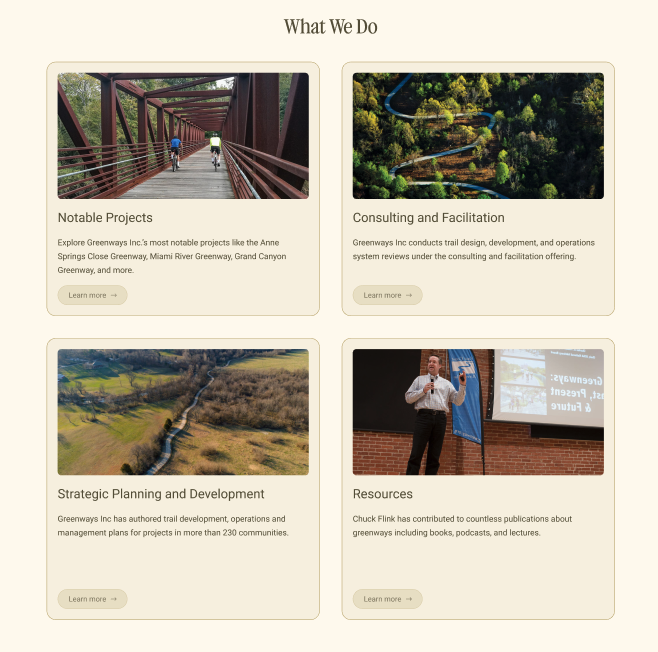 What We Do
Notable Projects
Explore Greenways Inc.'s most notable projects like the Anne
Springs Close Greenway, Miami River Greenway, Grand Canyon
Greenway, and more.
Learn more →
Consulting and Facilitation
Greenways Inc conducts trail design, development, and operations
system reviews under the consulting and facilitation offering.
Learn more →
Strategic Planning and Development
Greenways Inc has authored trail development, operations and
management plans for projects in more than 230 communities.
Learn more →
Greenways:
Past, Present,
& Future
Resources
Chuck Flink has contributed to countless publications about
greenways including books, podcasts, and lectures.
Learn more →